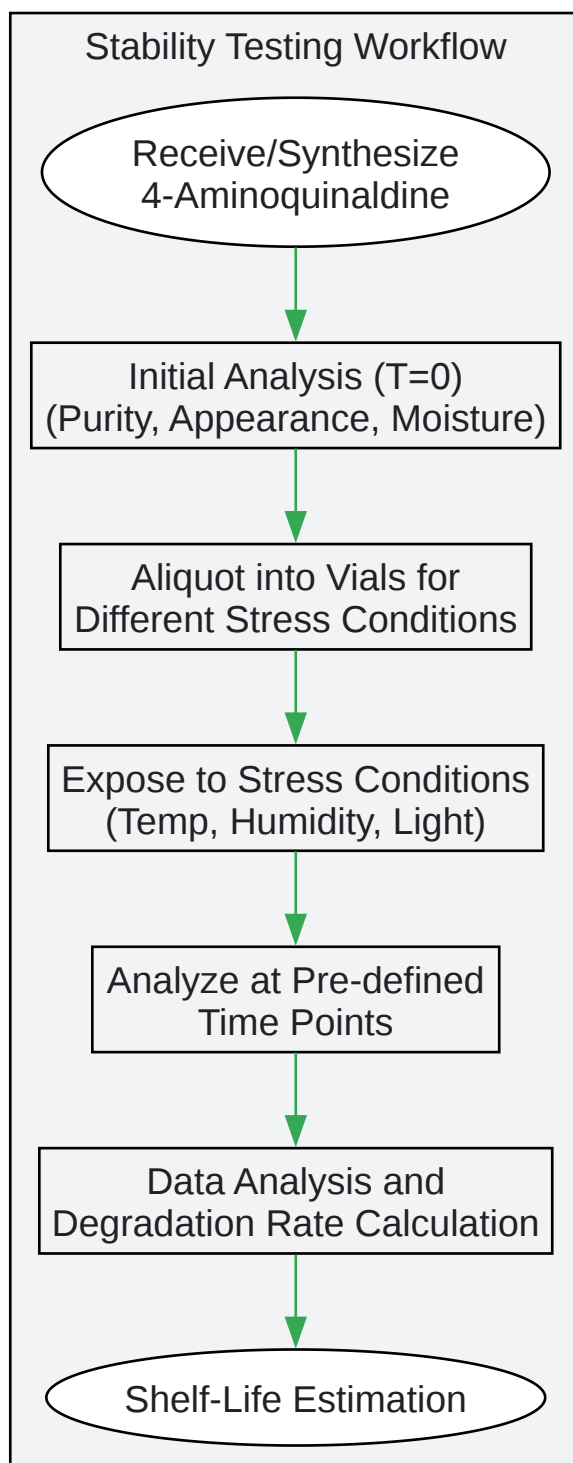 Stability Testing Workflow
Receive/Synthesize
4-Aminoquinaldine
Initial Analysis (T=0)
(Purity, Appearance, Moisture)
Aliquot into Vials for
Different Stress Conditions
Expose to Stress Conditions
(Temp, Humidity, Light)
Analyze at Pre-defined
Time Points
Data Analysis and
Degradation Rate Calculation
Shelf-Life Estimation